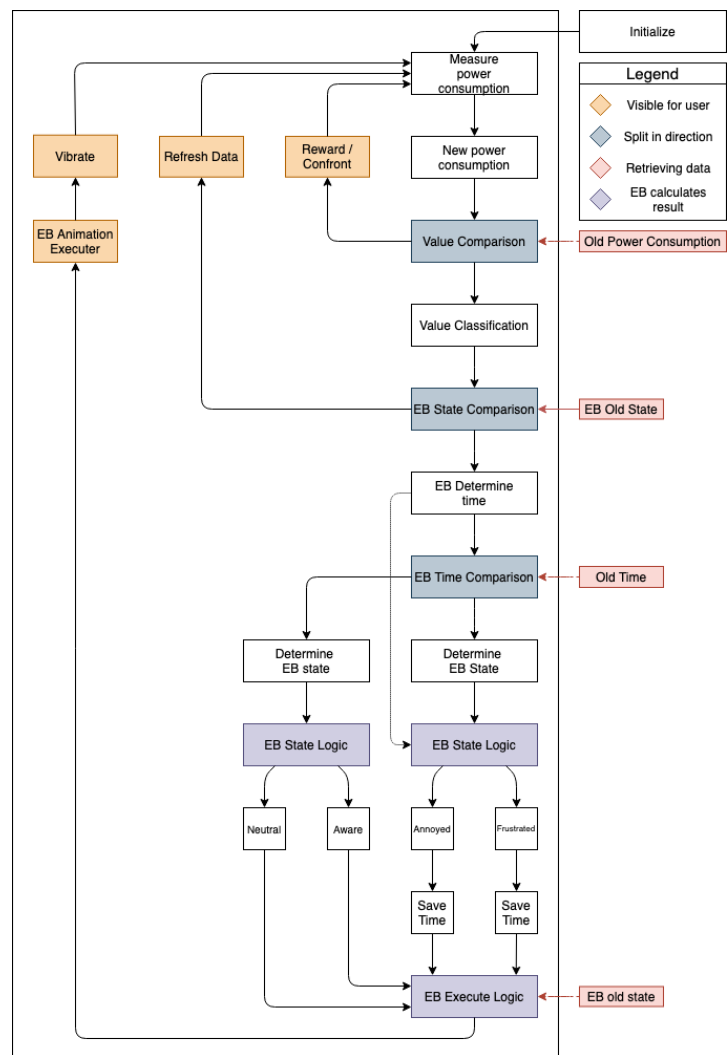 Initialize
Legend
Visible for user
Split in direction
Retrieving data
EB calculates
result
Measure
power
consumption
Vibrate
Refresh Data
Reward /
Confront
New power
consumption
EB Animation
Executer
Value Comparison
Old Power Consumption
Value Classification
EB State Comparison
EB Old State
EB Determine
time
EB Time Comparison
Old Time
Determine
EB state
Determine
EB State
EB State Logic
EB State Logic
Neutral
Aware
Annoyed
Frustrated
Save
Time
Save
Time
EB Execute Logic
EB old state